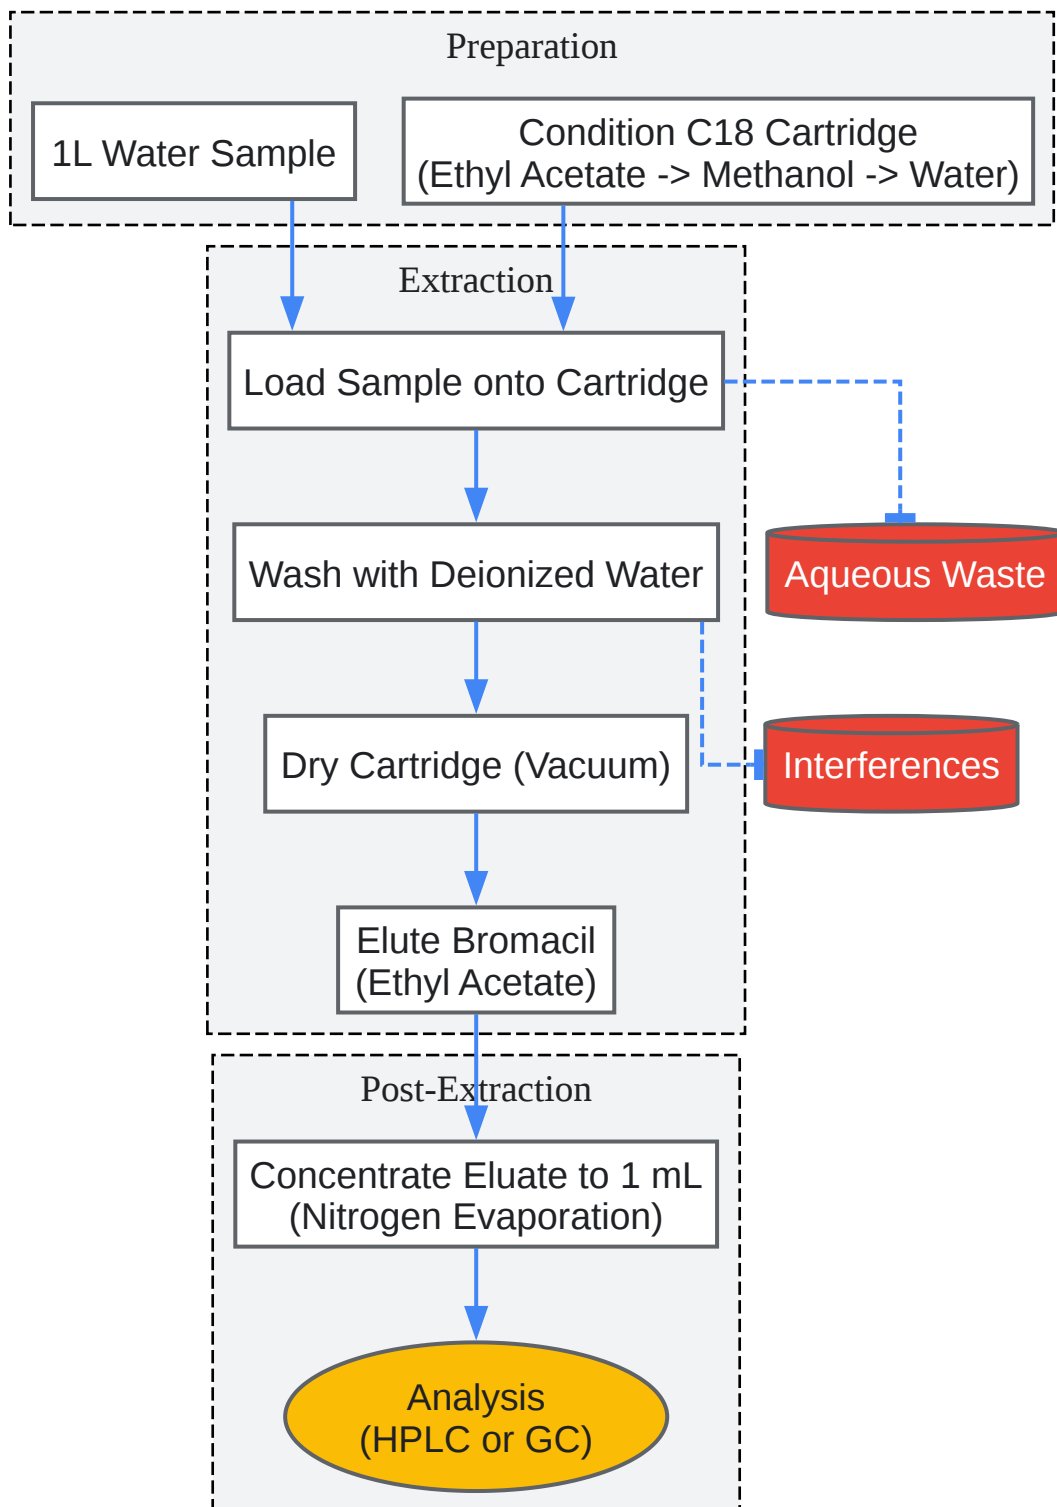 Preparation
1L Water Sample
Condition C18 Cartridge
(Ethyl Acetate -> Methanol -> Water)
Extraction
Load Sample onto Cartridge
Wash with Deionized Water
Aqueous Waste
Dry Cartridge (Vacuum)
Interferences
Elute Bromacil
(Ethyl Acetate)
Post-Extraction
Concentrate Eluate to 1 mL
(Nitrogen Evaporation)
Analysis
(HPLC or GC)